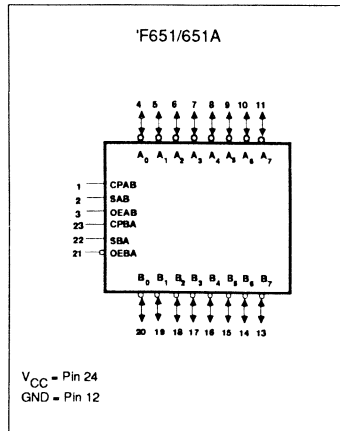 'F651/651A
4 5 6 7 8 9 10 11
A0 A1 A2 A3 A4 A5 A6 A7
1 CPAB
2 SAB
3 OEAB
23 CPBA
22 SBA
21 OEBA
B0 B1 B2 B3 B4 B5 B6 B7
20 19 18 17 16 15 14 13
VCC = Pin 24
GND = Pin 12